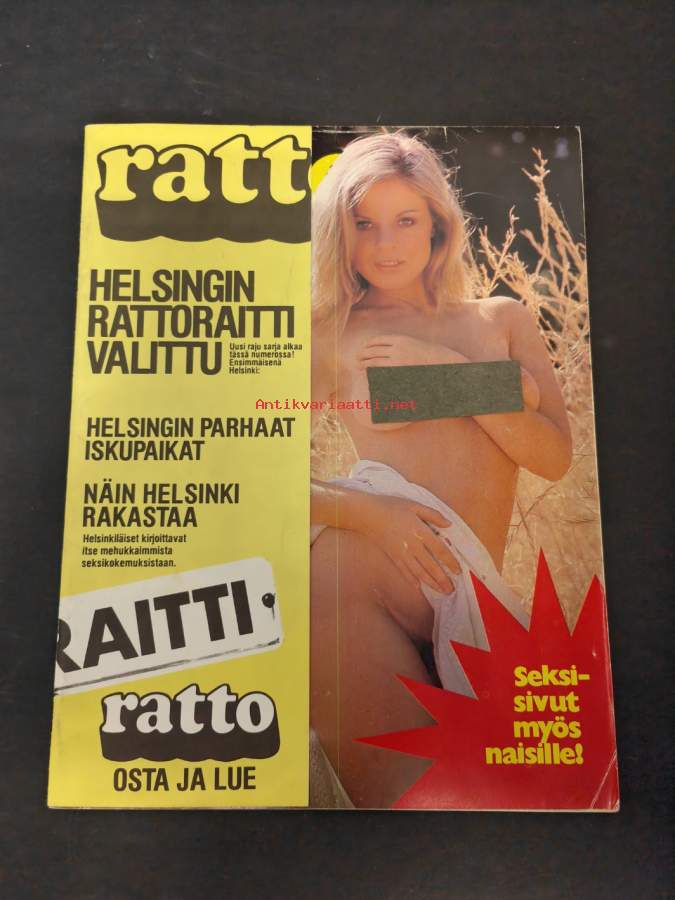 ratt
HELSINGIN
RATTORAITTI
VALITTU
Uusi raju sarja alkaa
tässä numerossa!
Ensimmäisenä
Helsinki:
HELSINGIN PARHAAT
ISKUPAIKAT
NÄIN HELSINKI
RAKASTAA
Helsinkiläiset kirjoittavat
itse mehukkaimmista
seksikokemuksistaan.
RAITTI
ratto
OSTA JA LUE
Antikvariaatti.net
Seksi-
sivut
myös
naisille!